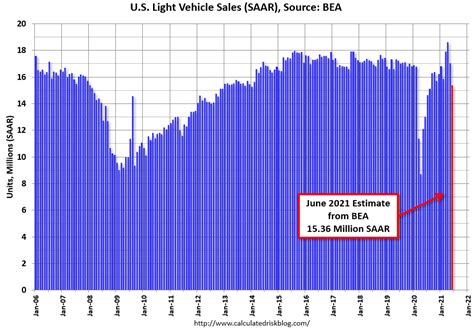 U.S. Light Vehicle Sales (SAAR), Source: BEA
Units, Millions (SAAR)
20
18
16
14
12
10
8
6
4
2
0
June 2021 Estimate
from BEA
15.36 Million SAAR
Jan-06
Jan-07
Jan-08
Jan-09
Jan-10
Jan-11
Jan-12
Jan-13
Jan-14
Jan-15
Jan-16
Jan-17
Jan-18
Jan-19
Jan-20
Jan-21
Jan-22
http://www.calculatedriskblog.com/